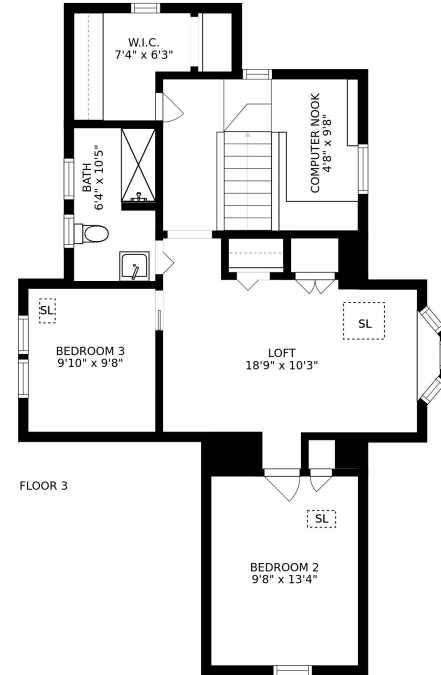 W.I.C.
7'4" x 6'3"
COMPUTER NOOK
4'8" x 9'8"
BATH
6'4" x 10'5"
SL
SL
BEDROOM 3
9'10" x 9'8"
LOFT
18'9" x 10'3"
FLOOR 3
SL
BEDROOM 2
9'8" x 13'4"